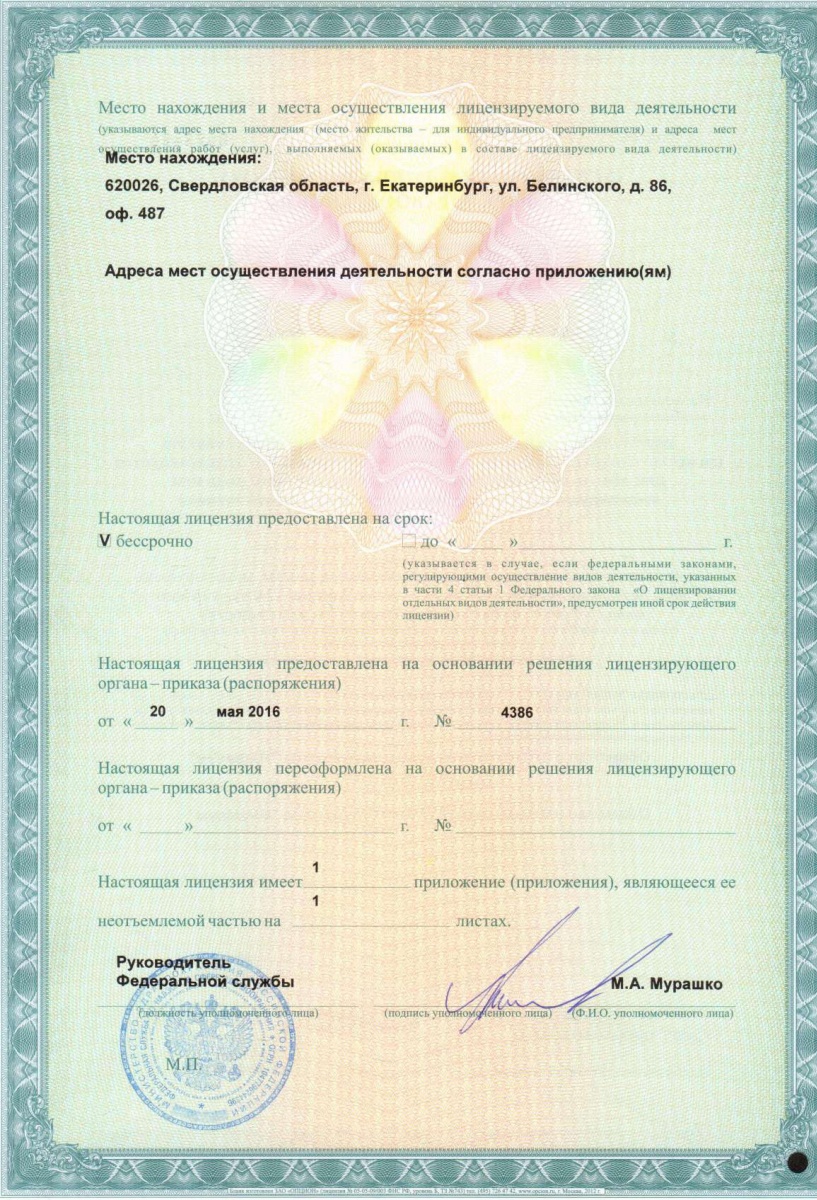 Место нахождения и места осуществления лицензируемого вида деятельности
(указываются адрес места нахождения (место жительства – для индивидуального предпринимателя) и адреса мест
осуществления работ (услуг), выполняемых (оказываемых) в составе лицензируемого вида деятельности)
Место нахождения:
620026, Свердловская область, г. Екатеринбург, ул. Белинского, д. 86,
оф. 487
Адреса мест осуществления деятельности согласно приложению(ям)
Настоящая лицензия предоставлена на срок:
V бессрочно
до « ____ »____________ г.
(указывается в случае, если федеральными законами,
регулирующими осуществление видов деятельности, указанных
в части 4 статьи 1 Федерального закона «О лицензировании
отдельных видов деятельности», предусмотрен иной срок действия
лицензии)
Настоящая лицензия предоставлена на основании решения лицензирующего
органа – приказа (распоряжения)
от « 20 » мая 2016 г. № 4386
Настоящая лицензия переоформлена на основании решения лицензирующего
органа – приказа (распоряжения)
от « ____ »____________ г. № ____________
Настоящая лицензия имеет 1 приложение (приложения), являющееся ее
неотъемлемой частью на 1 листах.
Руководитель
Федеральной службы
М.А. Мурашко
(должность уполномоченного лица) (подпись уполномоченного лица) (Ф.И.О. уполномоченного лица)
М.П.